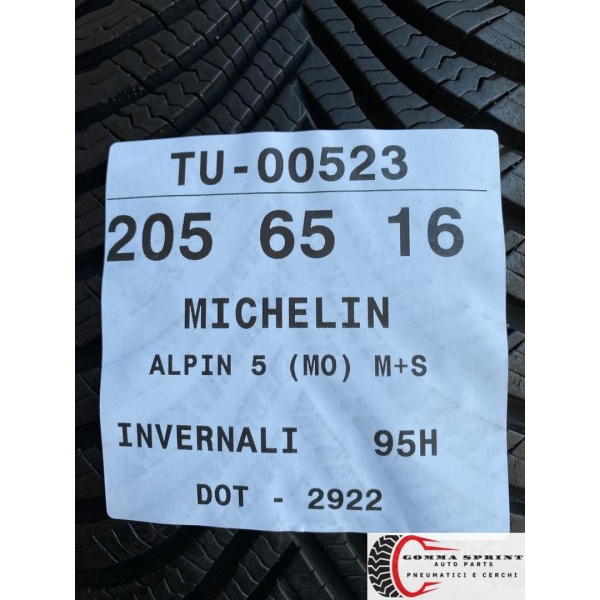 TU-00523
205 65 16
MICHELIN
ALPIN 5 (MO) M+S
INVERNALI 95H
DOT - 2922
GOMMA SPRINT
AUTO PARTS
PNEUMATICI E CERCHI